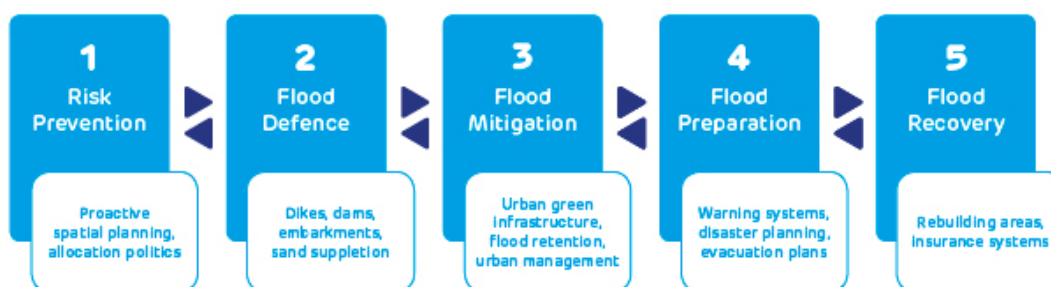 1
Risk
Prevention
Proactive
spatial planning,
allocation politics
2
Flood
Defence
Dikes, dams,
embarkments,
sand suppletion
3
Flood
Mitigation
Urban green
infrastructure,
flood retention,
urban management
4
Flood
Preparation
Warning systems,
disaster planning,
evacuation plans
5
Flood
Recovery
Rebuilding areas,
insurance systems